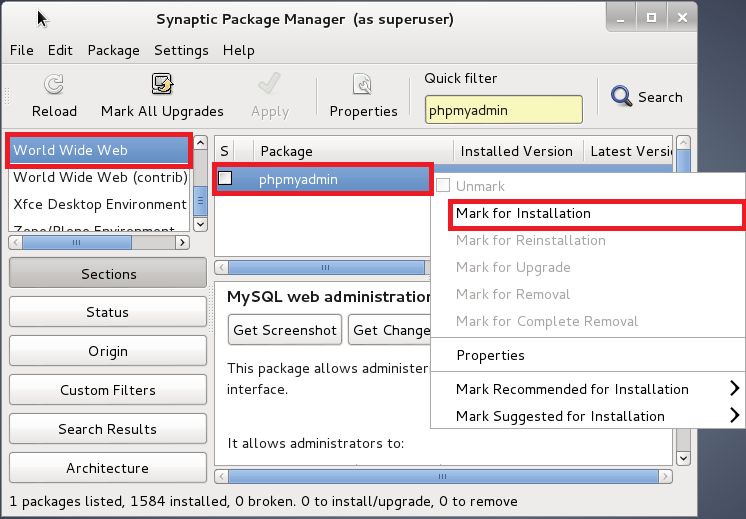 Synaptic Package Manager (as superuser)
File Edit Package Settings Help
Reload
Mark All Upgrades
Apply
Properties
Quick filter
phpmyadmin
Search
World Wide Web
World Wide Web (contrib)
Xfce Desktop Environment
Zope/Plone Environment
Sections
Status
Origin
Custom Filters
Search Results
Architecture
S Package Installed Version Latest Versi
phpmyadmin
MySQL web administration
Get Screenshot
Get Change
This package allows administer
interface.
It allows administrators to:
Unmark
Mark for Installation
Mark for Reinstallation
Mark for Upgrade
Mark for Removal
Mark for Complete Removal
Properties
Mark Recommended for Installation
Mark Suggested for Installation
1 packages listed, 1584 installed, 0 broken. 0 to install/upgrade, 0 to remove